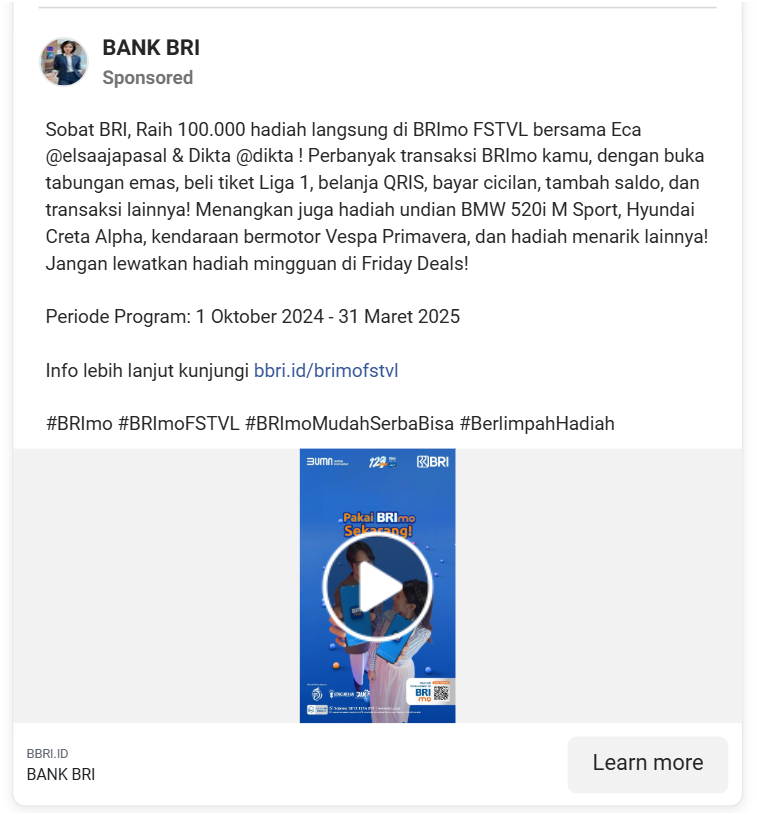 BANK BRI
Sponsored
Sobat BRI, Raih 100.000 hadiah langsung di BRImo FSTVL bersama Eca
@elsaajapasal & Dikta @dikta ! Perbanyak transaksi BRImo kamu, dengan buka
tabungan emas, beli tiket Liga 1, belanja QRIS, bayar cicilan, tambah saldo, dan
transaksi lainnya! Menangkan juga hadiah undian BMW 520i M Sport, Hyundai
Creta Alpha, kendaraan bermotor Vespa Primavera, dan hadiah menarik lainnya!
Jangan lewatkan hadiah mingguan di Friday Deals!
Periode Program: 1 Oktober 2024 - 31 Maret 2025
Info lebih lanjut kunjungi bbri.id/brimofstvl
#BRImo #BRImoFSTVL #BRImoMudahSerbaBisa #BerlimpahHadiah
BUMN 129 BRI
Pakai BRImo
Sekarang!
BRI
mo
BBRI.ID
BANK BRI
Learn more